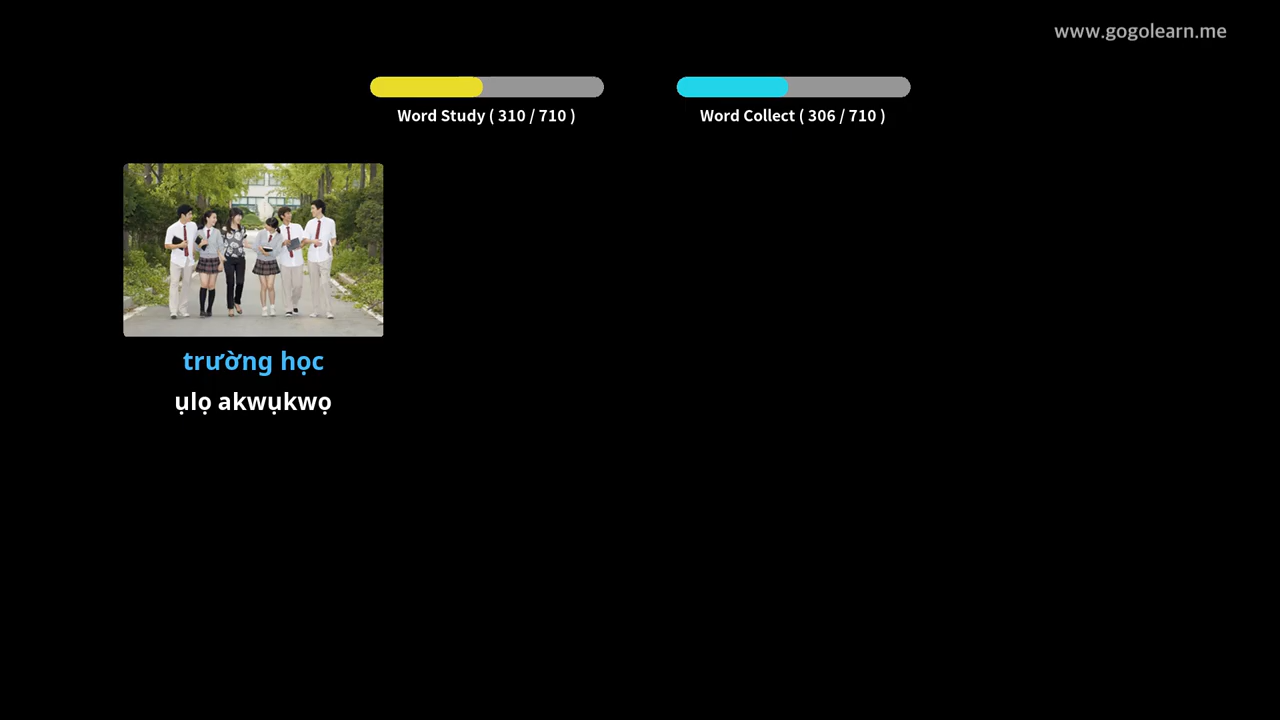 www.gogolearn.me
Word Study ( 310 / 710 )
Word Collect ( 306 / 710 )
trường học
ụlọ akwụkwọ